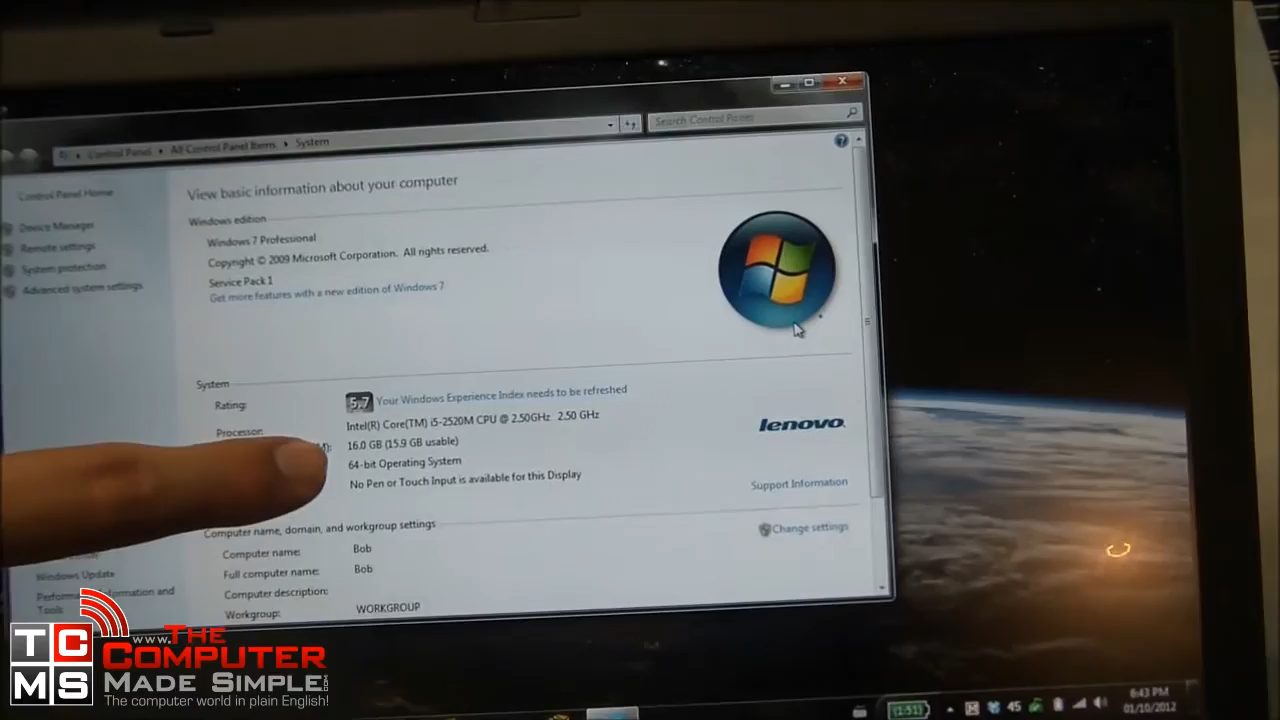 Control Panel ▸ All Control Panel Items ▸ System
Search Control Panel
Control Panel Home
Device Manager
Remote settings
System protection
Advanced system settings
View basic information about your computer
Windows edition
Windows 7 Professional
Copyright © 2009 Microsoft Corporation. All rights reserved.
Service Pack 1
Get more features with a new edition of Windows 7
System
Rating:
5.7 Your Windows Experience Index needs to be refreshed
Processor:
Intel(R) Core(TM) i5-2520M CPU @ 2.50GHz 2.50 GHz
M):
16.0 GB (15.9 GB usable)
64-bit Operating System
No Pen or Touch Input is available for this Display
lenovo
Support Information
Computer name, domain, and workgroup settings
Computer name: Bob
Full computer name: Bob
Computer description:
Workgroup: WORKGROUP
Change settings
Windows Update
Performance Information and
Tools
TC
MS
www.THE
COMPUTER
MADE SIMPLE.COM
The computer world in plain English!
(1:51)
45
6:43 PM
01/10/2012